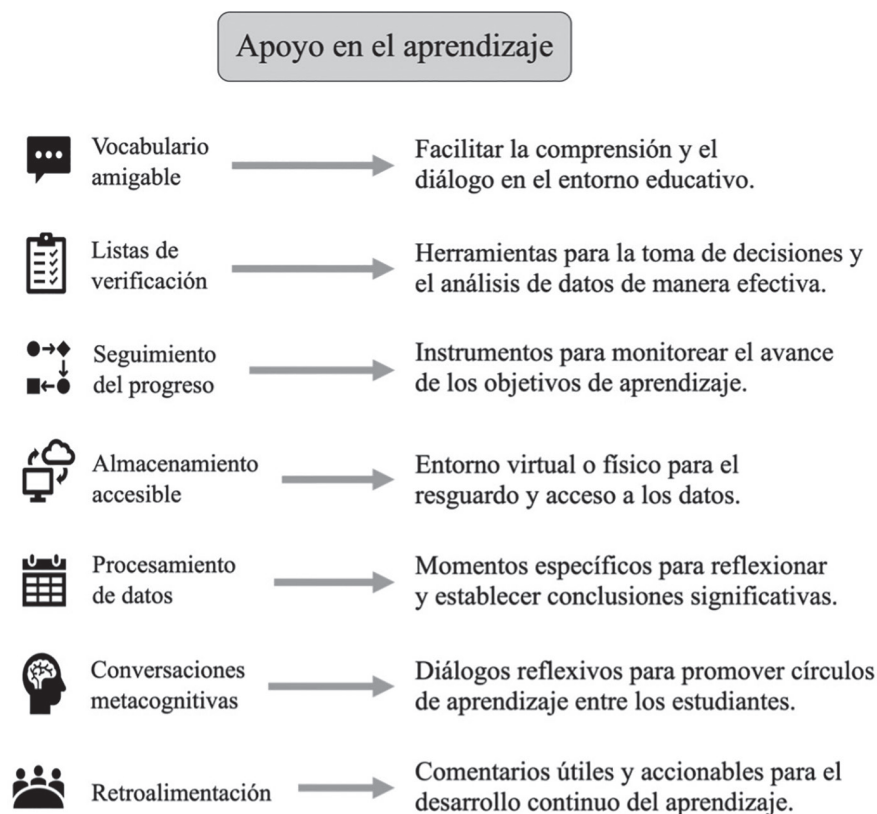 Apoyo en el aprendizaje
Vocabulario
amigable
Facilitar la comprensión y el
diálogo en el entorno educativo.
Listas de
verificación
Herramientas para la toma de decisiones y
el análisis de datos de manera efectiva.
Seguimiento
del progreso
Instrumentos para monitorear el avance
de los objetivos de aprendizaje.
Almacenamiento
accesible
Entorno virtual o físico para el
resguardo y acceso a los datos.
Procesamiento
de datos
Momentos específicos para reflexionar
y establecer conclusiones significativas.
Conversaciones
metacognitivas
Diálogos reflexivos para promover círculos
de aprendizaje entre los estudiantes.
Retroalimentación
Comentarios útiles y accionables para el
desarrollo continuo del aprendizaje.